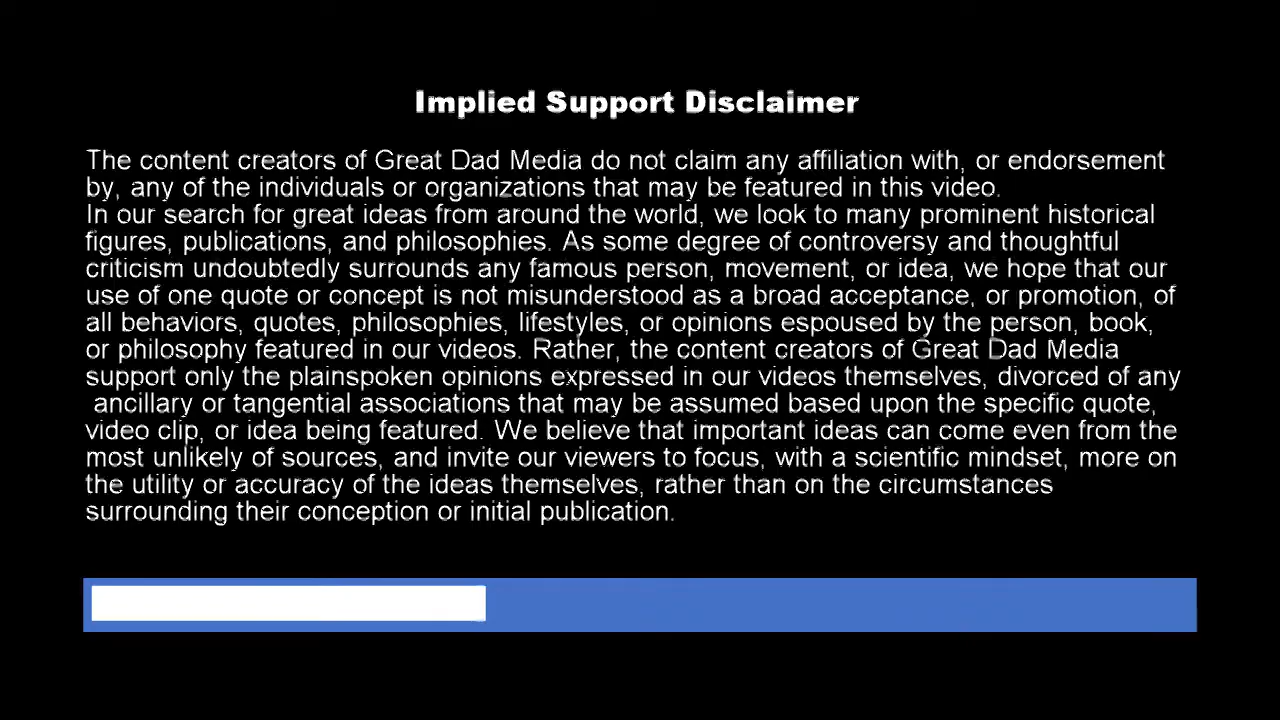 Implied Support Disclaimer
The content creators of Great Dad Media do not claim any affiliation with, or endorsement
by, any of the individuals or organizations that may be featured in this video.
In our search for great ideas from around the world, we look to many prominent historical
figures, publications, and philosophies. As some degree of controversy and thoughtful
criticism undoubtedly surrounds any famous person, movement, or idea, we hope that our
use of one quote or concept is not misunderstood as a broad acceptance, or promotion, of
all behaviors, quotes, philosophies, lifestyles, or opinions espoused by the person, book,
or philosophy featured in our videos. Rather, the content creators of Great Dad Media
support only the plainspoken opinions expressed in our videos themselves, divorced of any
ancillary or tangential associations that may be assumed based upon the specific quote,
video clip, or idea being featured. We believe that important ideas can come even from the
most unlikely of sources, and invite our viewers to focus, with a scientific mindset, more on
the utility or accuracy of the ideas themselves, rather than on the circumstances
surrounding their conception or initial publication.